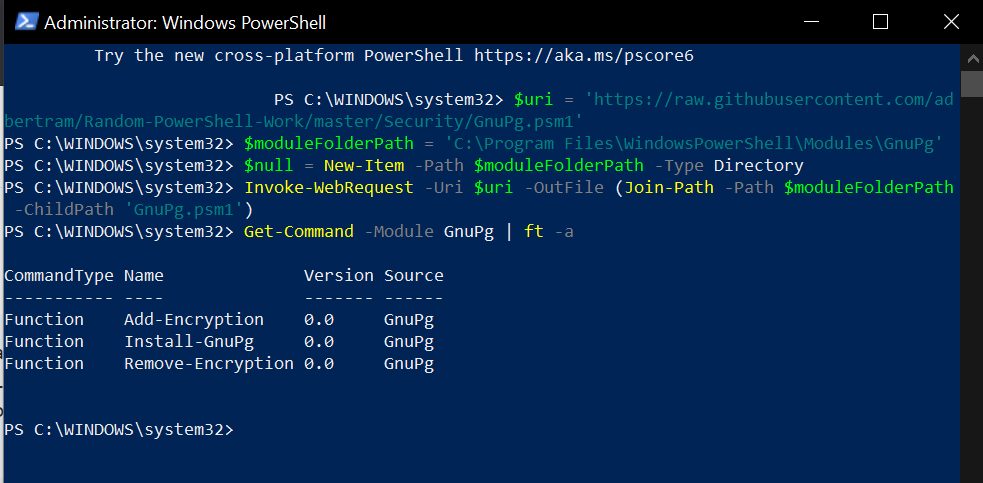 Administrator: Windows PowerShell
Try the new cross-platform PowerShell https://aka.ms/pscore6
PS C:\WINDOWS\system32> $uri = 'https://raw.githubusercontent.com/ad
bertram/Random-PowerShell-Work/master/Security/GnuPg.psm1'
PS C:\WINDOWS\system32> $moduleFolderPath = 'C:\Program Files\WindowsPowerShell\Modules\GnuPg'
PS C:\WINDOWS\system32> $null = New-Item -Path $moduleFolderPath -Type Directory
PS C:\WINDOWS\system32> Invoke-WebRequest -Uri $uri -OutFile (Join-Path -Path $moduleFolderPath
-ChildPath 'GnuPg.psm1')
PS C:\WINDOWS\system32> Get-Command -Module GnuPg | ft -a
CommandType Name Version Source
----------- ---- ------- ------
Function Add-Encryption 0.0 GnuPg
Function Install-GnuPg 0.0 GnuPg
Function Remove-Encryption 0.0 GnuPg
PS C:\WINDOWS\system32>